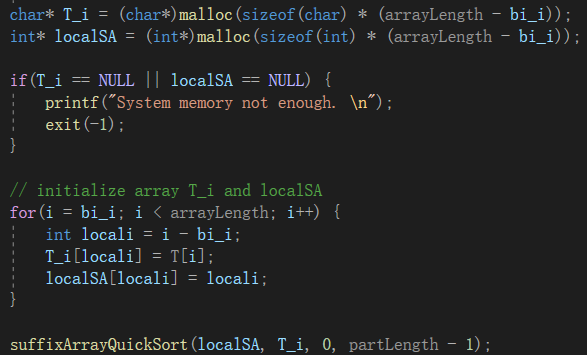 char* T_i = (char*)malloc(sizeof(char) * (arrayLength - bi_i));
int* localSA = (int*)malloc(sizeof(int) * (arrayLength - bi_i));
if(T_i == NULL || localSA == NULL) {
printf("System memory not enough. \n");
exit(-1);
}
// initialize array T_i and localSA
for(i = bi_i; i < arrayLength; i++) {
int locali = i - bi_i;
T_i[locali] = T[i];
localSA[locali] = locali;
}
suffixArrayQuickSort(localSA, T_i, 0, partLength - 1);